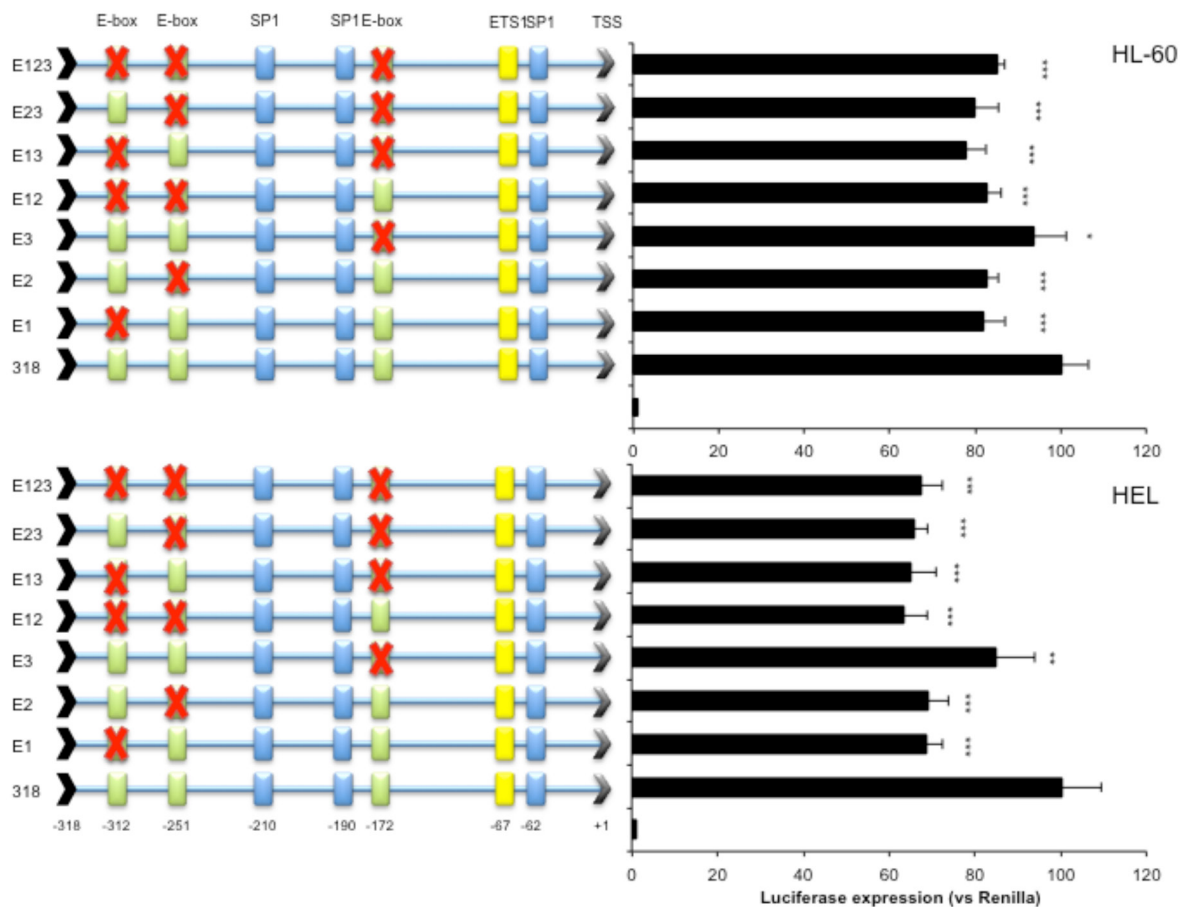 E-box E-box SP1 SP1 E-box ETS1 SP1 TSS
HL-60
E123 ***
E23 ***
E13 ***
E12 ***
E3 *
E2 ***
E1 ***
318
0 20 40 60 80 100 120
HEL
E123 ***
E23 ***
E13 ***
E12 ***
E3 **
E2 ***
E1 ***
318
-318 -312 -251 -210 -190 -172 -67 -62 +1
0 20 40 60 80 100 120
Luciferase expression (vs Renilla)